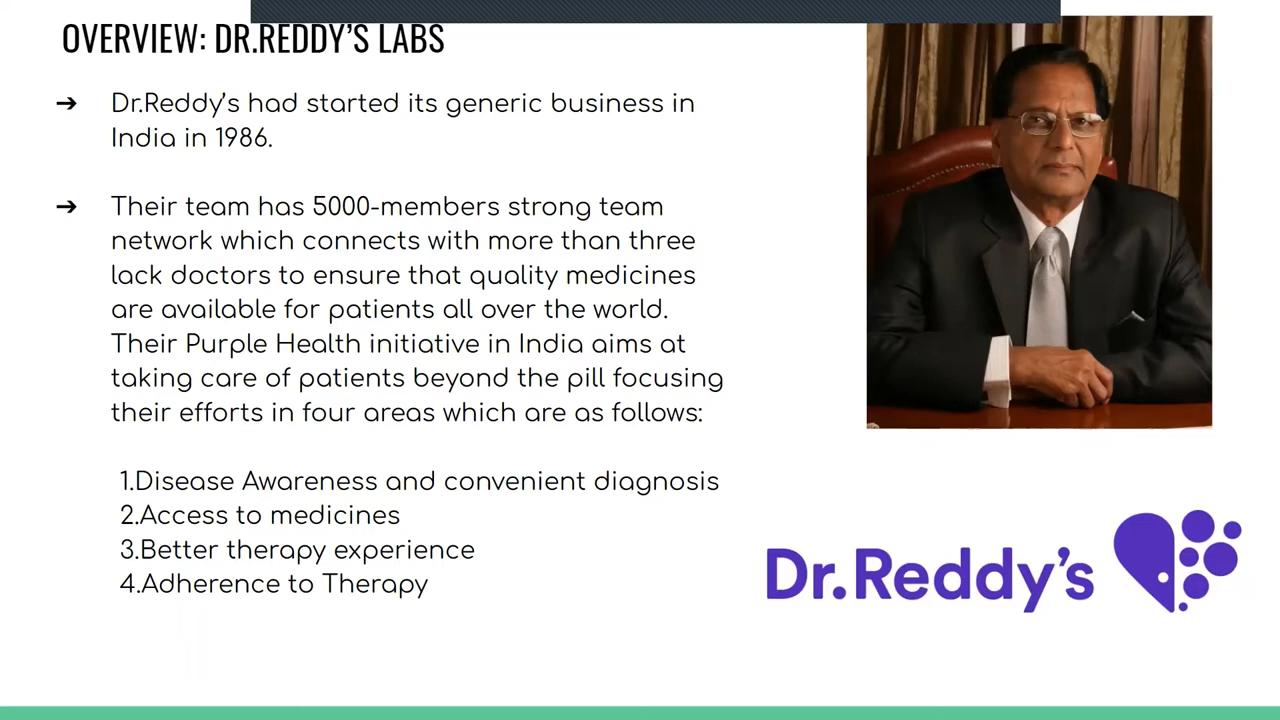 OVERVIEW: DR.REDDY'S LABS
➔ Dr.Reddy's had started its generic business in
India in 1986.
➔ Their team has 5000-members strong team
network which connects with more than three
lack doctors to ensure that quality medicines
are available for patients all over the world.
Their Purple Health initiative in India aims at
taking care of patients beyond the pill focusing
their efforts in four areas which are as follows:
1.Disease Awareness and convenient diagnosis
2.Access to medicines
3.Better therapy experience
4.Adherence to Therapy
Dr.Reddy's